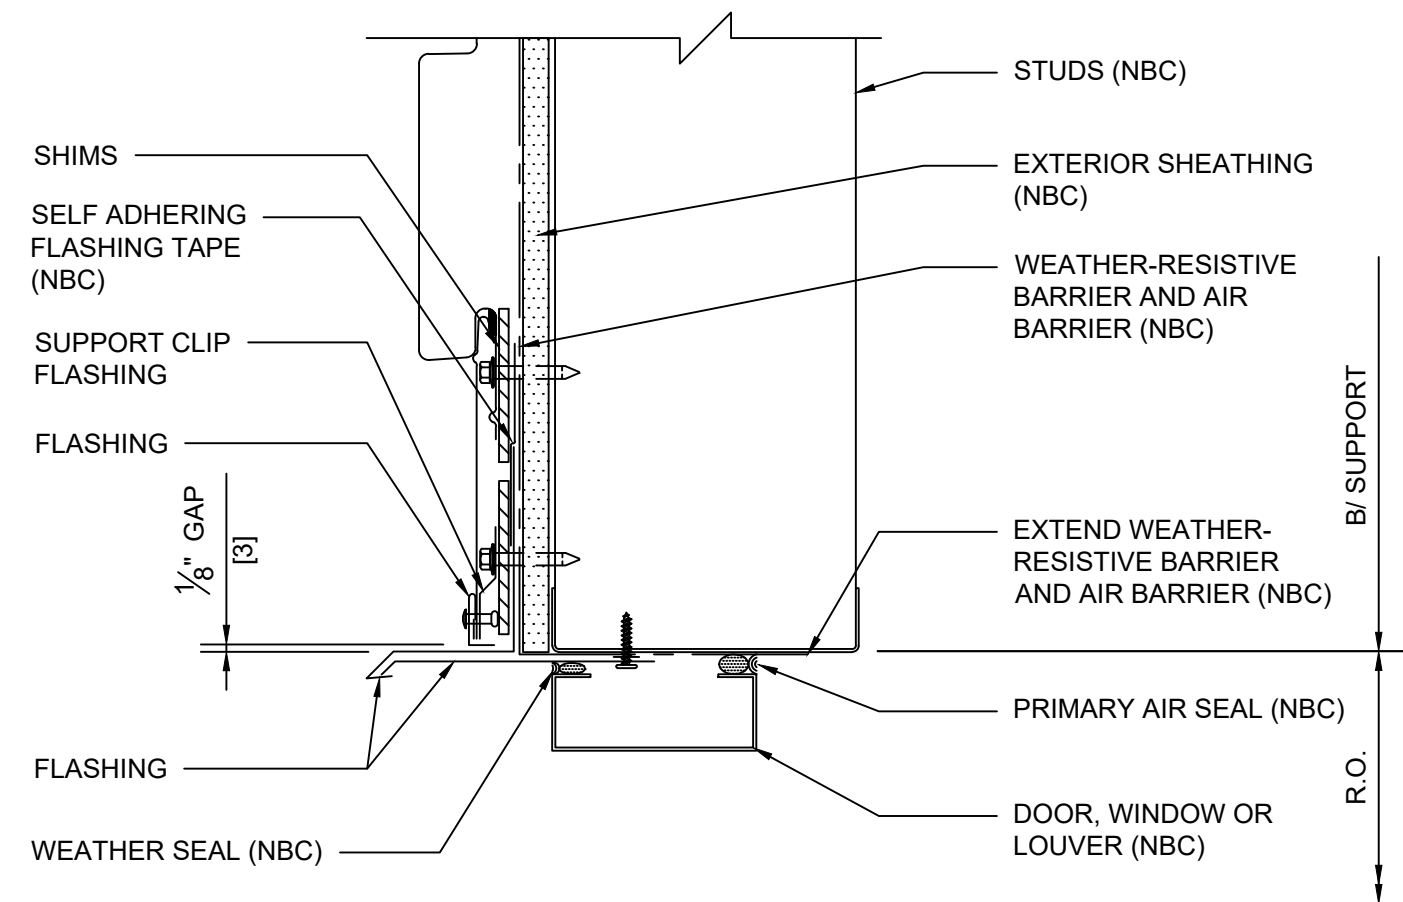 SHIMS
SELF ADHERING
FLASHING TAPE
(NBC)
SUPPORT CLIP
FLASHING
FLASHING
1/8" GAP
[3]
FLASHING
WEATHER SEAL (NBC)
STUDS (NBC)
EXTERIOR SHEATHING
(NBC)
WEATHER-RESISTIVE
BARRIER AND AIR
BARRIER (NBC)
EXTEND WEATHER-
RESISTIVE BARRIER
AND AIR BARRIER (NBC)
PRIMARY AIR SEAL (NBC)
DOOR, WINDOW OR
LOUVER (NBC)
B/ SUPPORT
R.O.